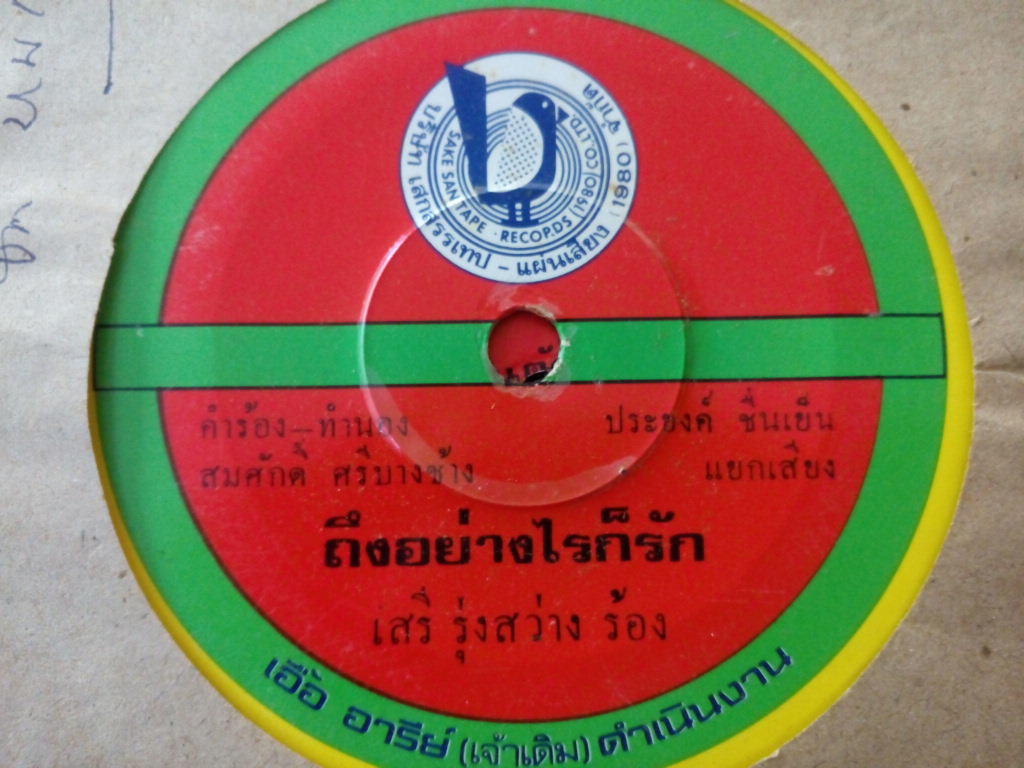 บริษัท เสกสรรเทป - แผ่นเสียง (1980) จำกัด
SAKE SAN TAPE · RECORDS (1980) CO.LTD.
คำร้อง-ทำนอง
สมศักดิ์ ศรีบางช้าง
ประยงค์ ชื่นเย็น
แยกเสียง
ถึงอย่างไรก็รัก
เสรี รุ่งสว่าง ร้อง
เอื้อ อารีย์ (เจ้าเดิม) ดำเนินงาน